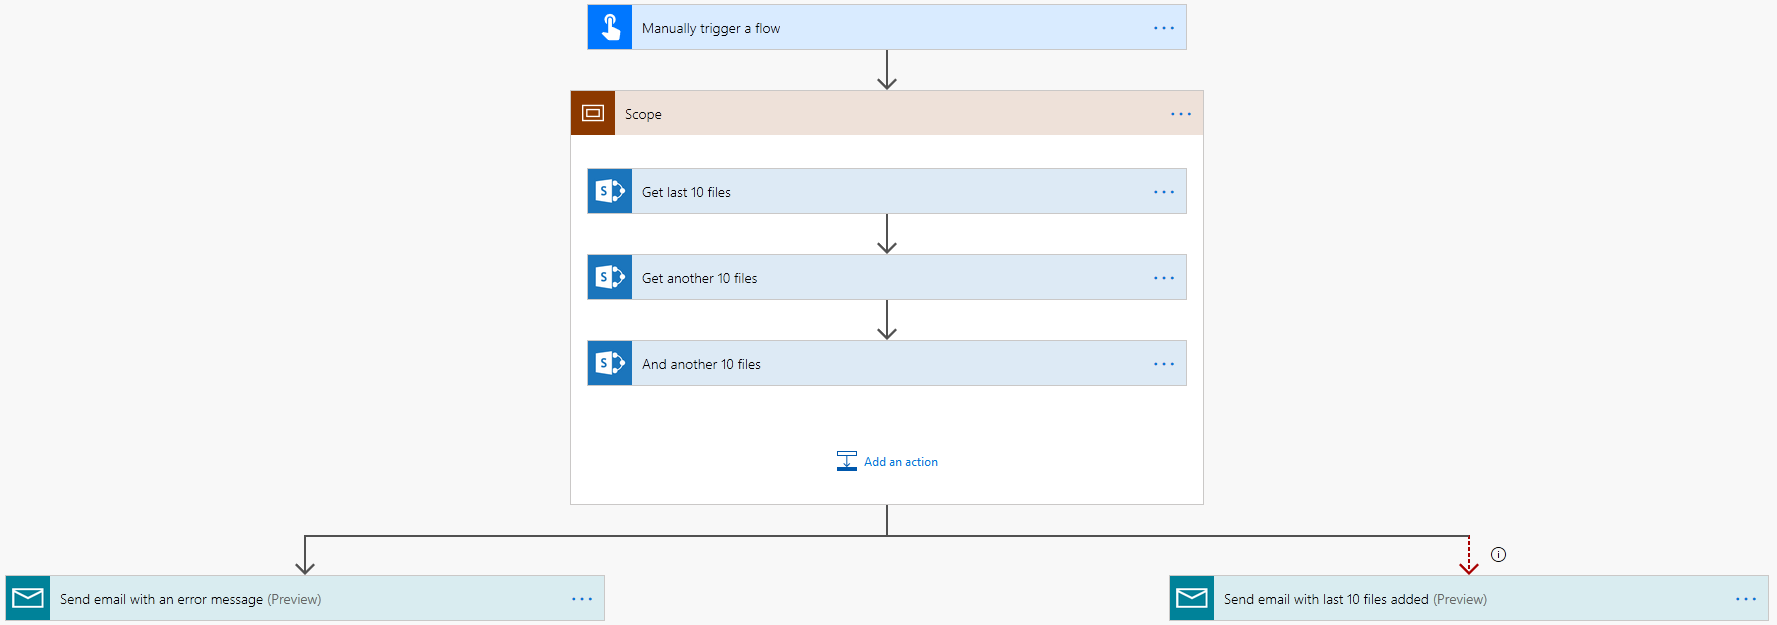 Manually trigger a flow
Scope
Get last 10 files
Get another 10 files
And another 10 files
Add an action
Send email with an error message (Preview)
Send email with last 10 files added (Preview)